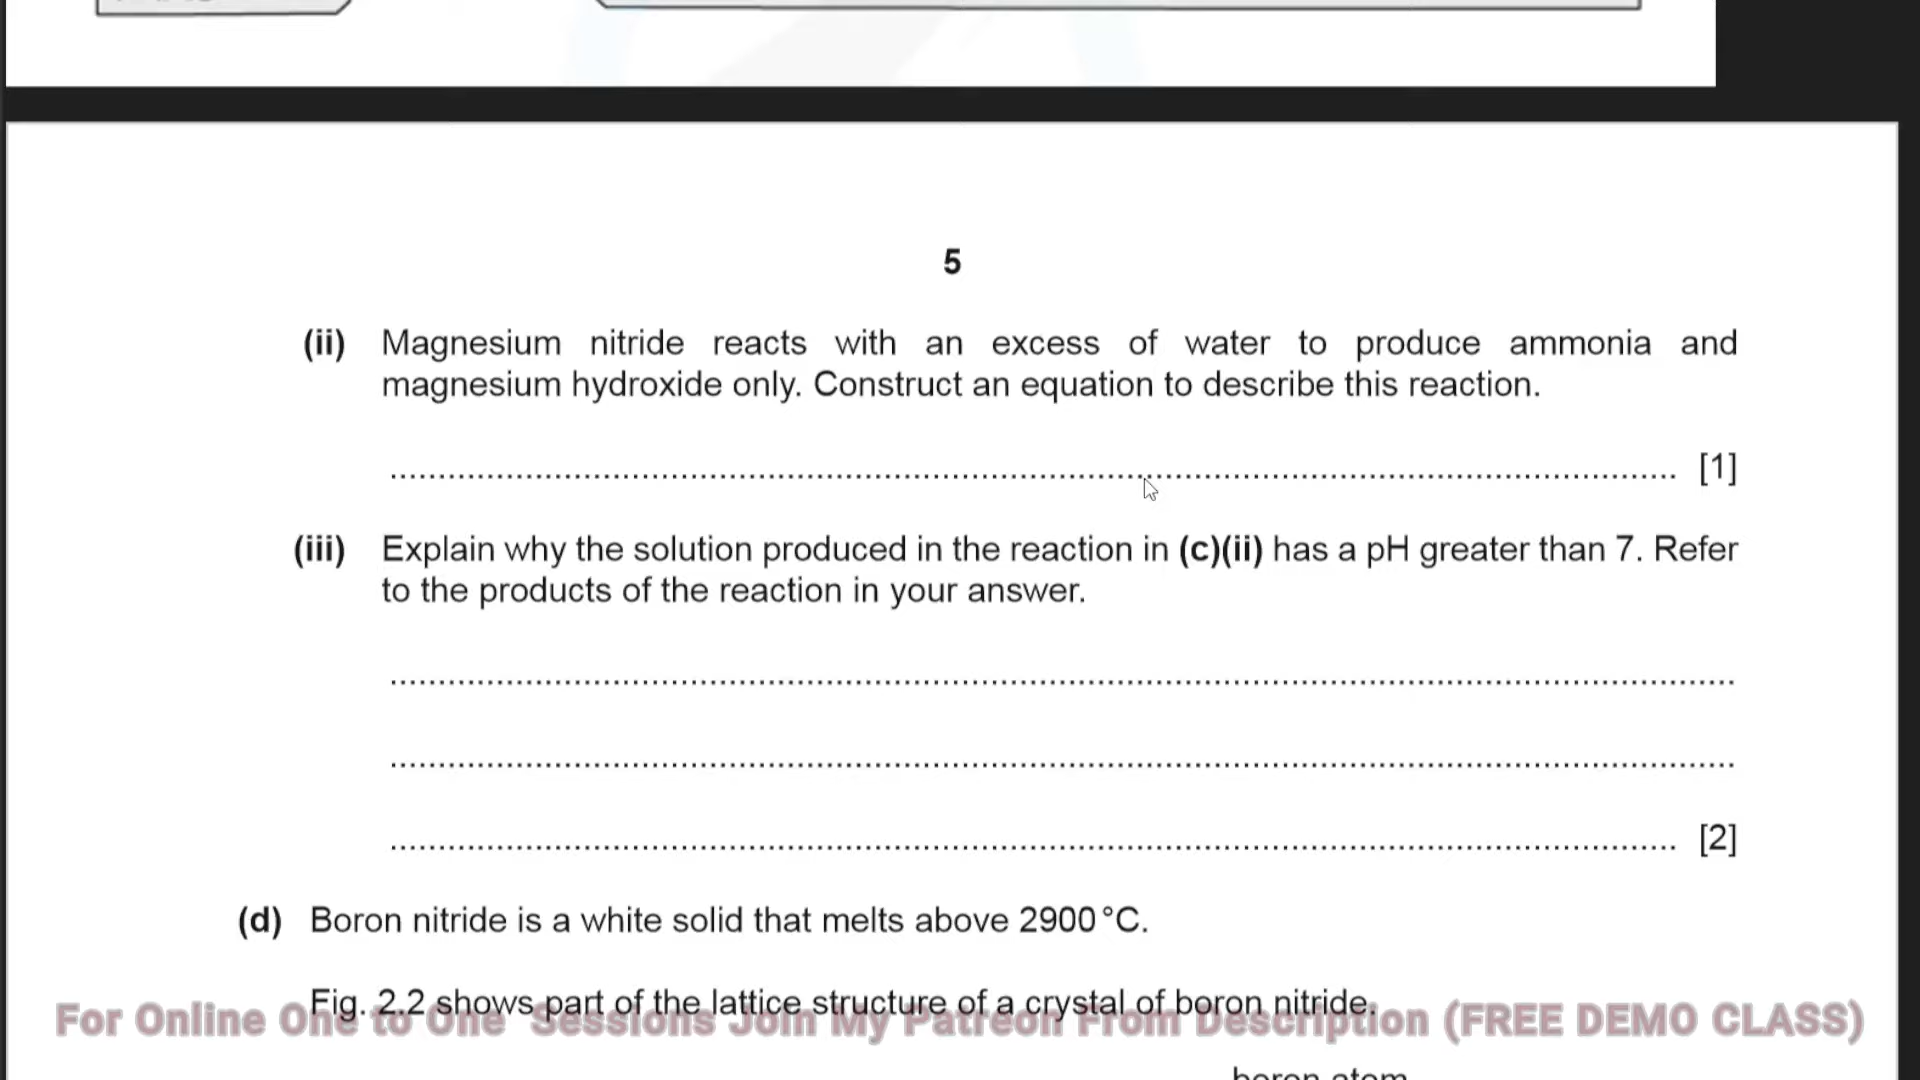 5
(ii) Magnesium nitride reacts with an excess of water to produce ammonia and
magnesium hydroxide only. Construct an equation to describe this reaction.
.......................................................................................................................................... [1]
(iii) Explain why the solution produced in the reaction in (c)(ii) has a pH greater than 7. Refer
to the products of the reaction in your answer.
................................................................................................................................................
................................................................................................................................................
.......................................................................................................................................... [2]
(d) Boron nitride is a white solid that melts above 2900 °C.
Fig. 2.2 shows part of the lattice structure of a crystal of boron nitride.
For Online One to One Sessions Join My Patreon From Description (FREE DEMO CLASS)
boron atom